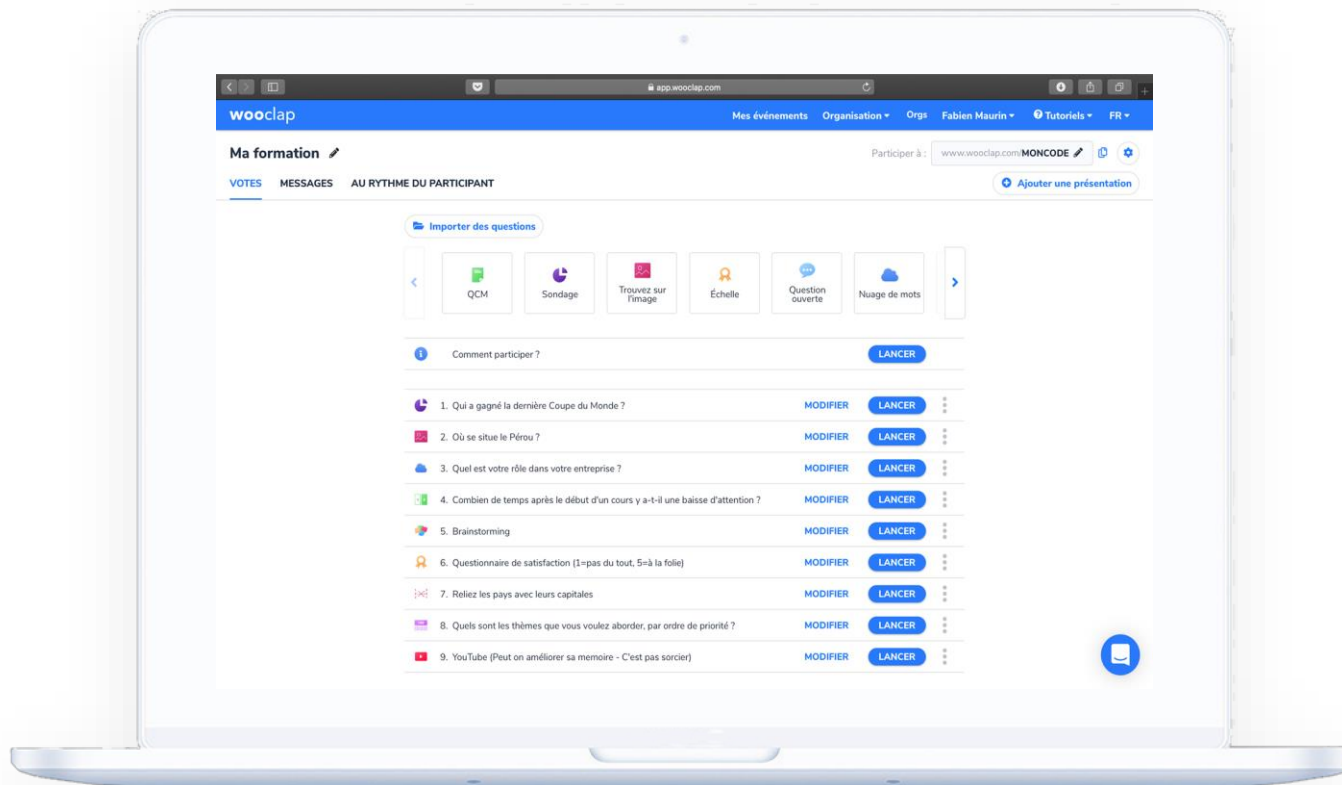 app.wooclap.com
wooclap
Mes événements Organisation Orgs Fabien Maurin Tutoriels FR
Ma formation
Participer à : www.wooclap.com/MONCODE
VOTES MESSAGES AU RYTHME DU PARTICIPANT
Ajouter une présentation
Importer des questions
QCM
Sondage
Trouvez sur
l'image
Échelle
Question
ouverte
Nuage de mots
Comment participer ? LANCER
1. Qui a gagné la dernière Coupe du Monde ? MODIFIER LANCER
2. Où se situe le Pérou ? MODIFIER LANCER
3. Quel est votre rôle dans votre entreprise ? MODIFIER LANCER
4. Combien de temps après le début d'un cours y a-t-il une baisse d'attention ? MODIFIER LANCER
5. Brainstorming MODIFIER LANCER
6. Questionnaire de satisfaction (1=pas du tout, 5=à la folie) MODIFIER LANCER
7. Reliez les pays avec leurs capitales MODIFIER LANCER
8. Quels sont les thèmes que vous voulez aborder, par ordre de priorité ? MODIFIER LANCER
9. YouTube (Peut on améliorer sa memoire - C'est pas sorcier) MODIFIER LANCER